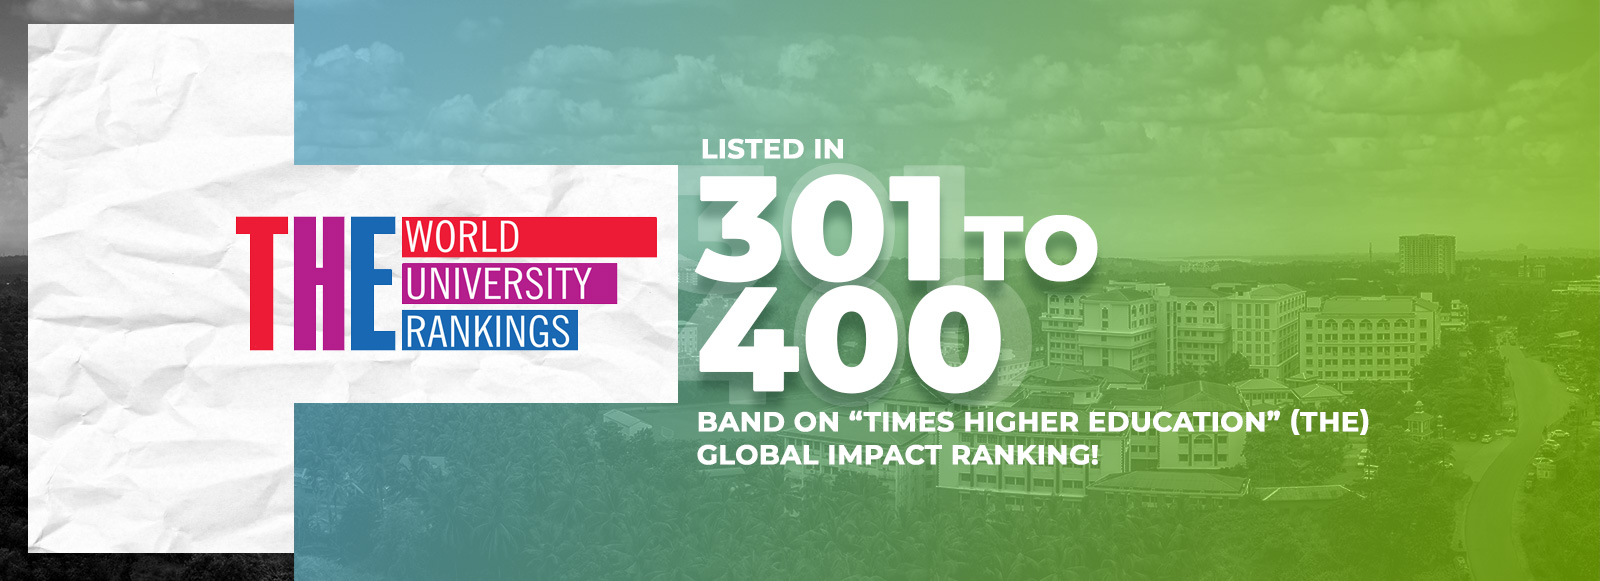 THE WORLD
UNIVERSITY
RANKINGS
LISTED IN
301 TO
400
BAND ON “TIMES HIGHER EDUCATION” (THE)
GLOBAL IMPACT RANKING!